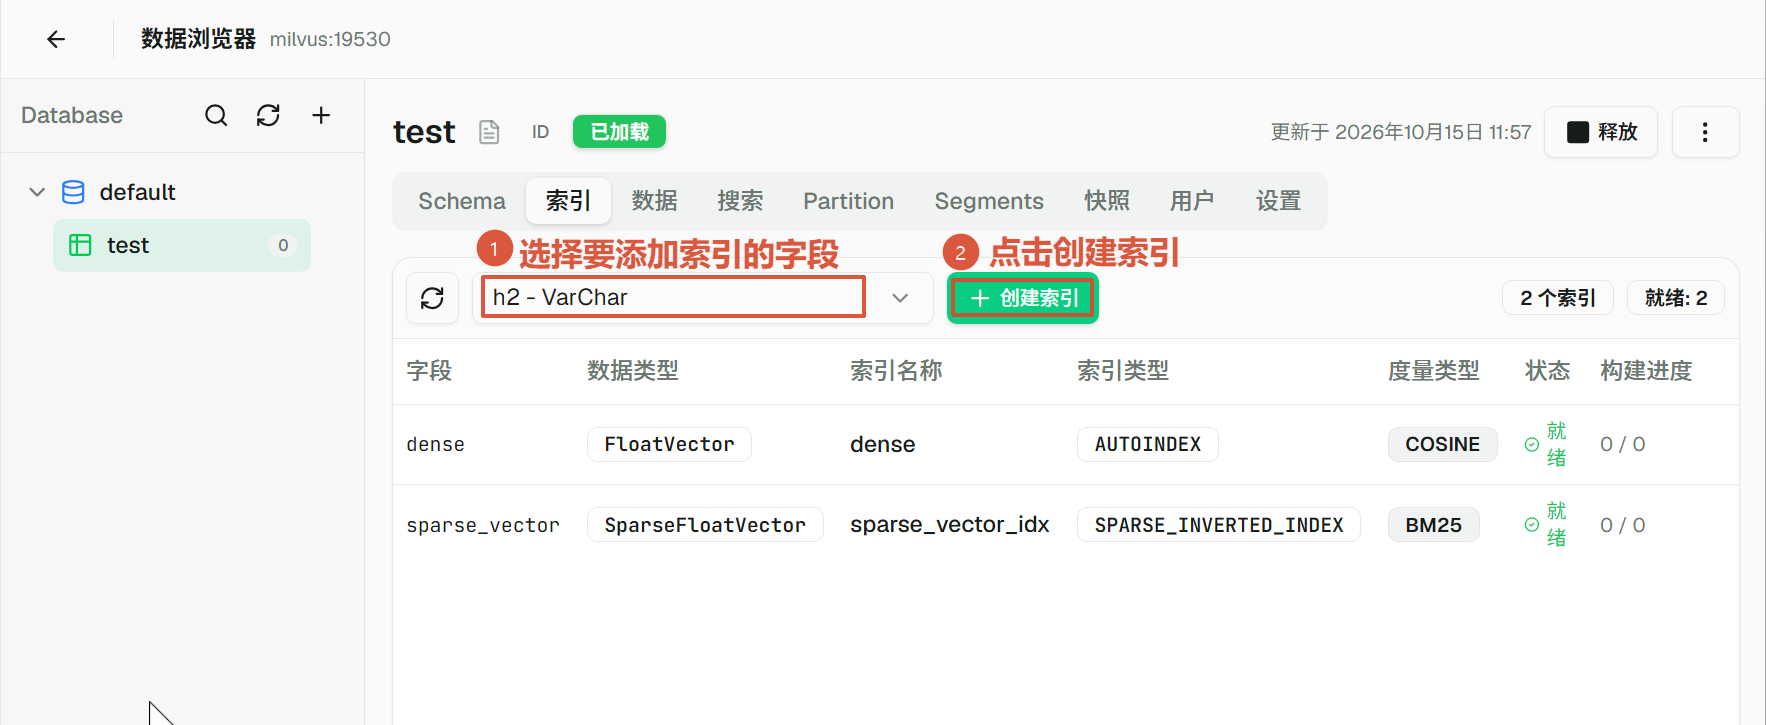 数据浏览器 milvus:19530
Database
default
test 0
test ID 已加载 更新于 2026年10月15日 11:57 释放
Schema 索引 数据 搜索 Partition Segments 快照 用户 设置
1 选择要添加索引的字段 2 点击创建索引
h2 - VarChar 创建索引 2 个索引 就绪: 2
字段 数据类型 索引名称 索引类型 度量类型 状态 构建进度
dense FloatVector dense AUTOINDEX COSINE 就绪 0 / 0
sparse_vector SparseFloatVector sparse_vector_idx SPARSE_INVERTED_INDEX BM25 就绪 0 / 0